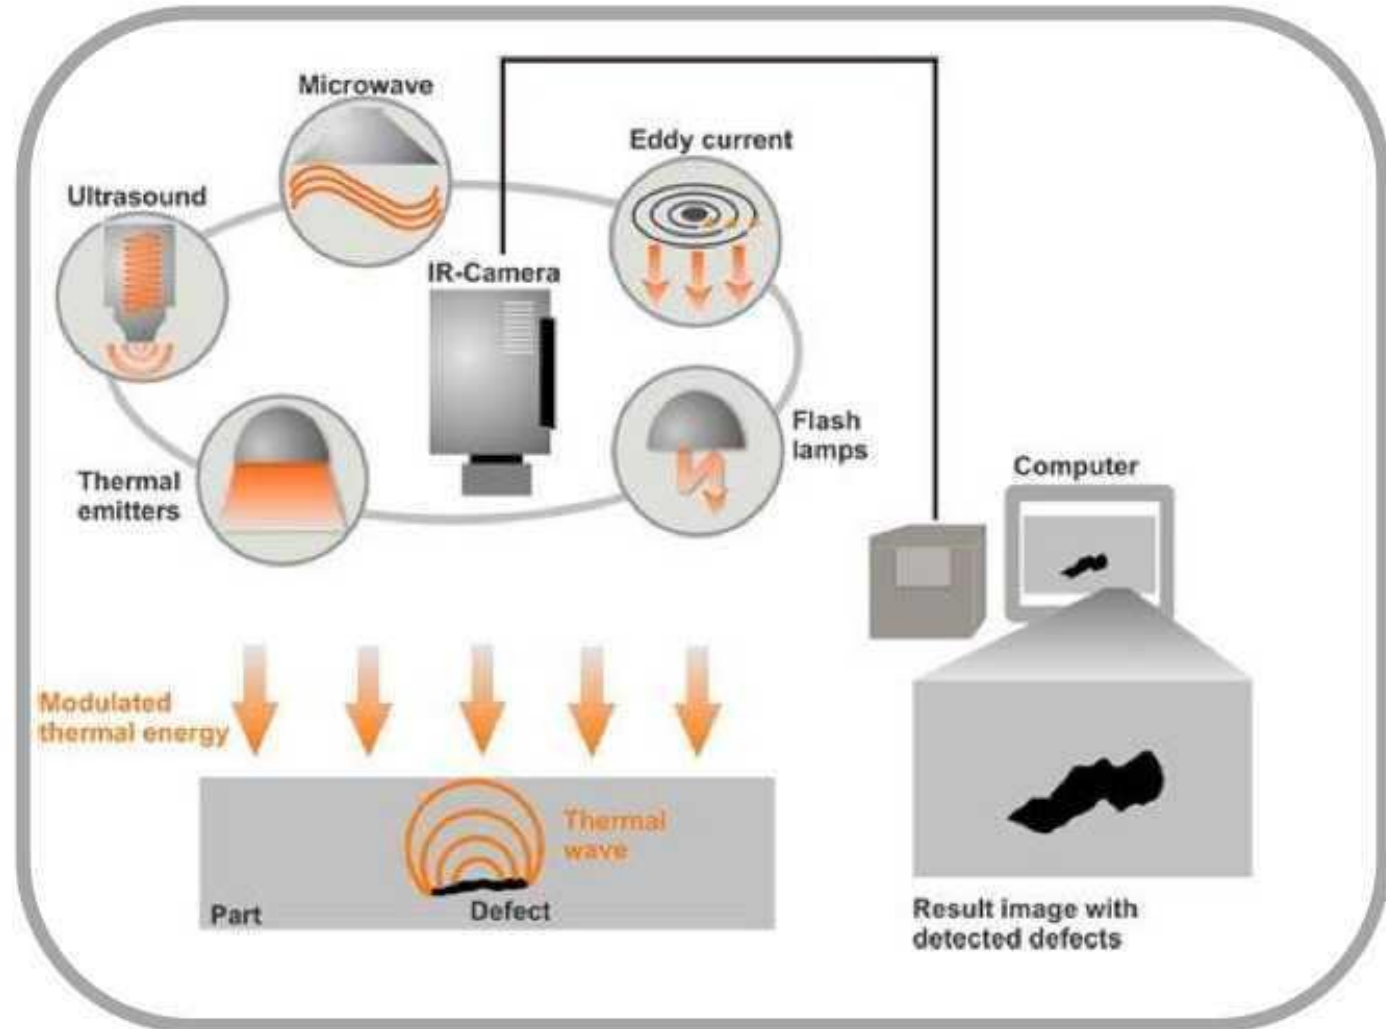 Microwave
Eddy current
Ultrasound
IR-Camera
Flash
lamps
Thermal
emitters
Computer
Modulated
thermal energy
Thermal
wave
Part
Defect
Result image with
detected defects